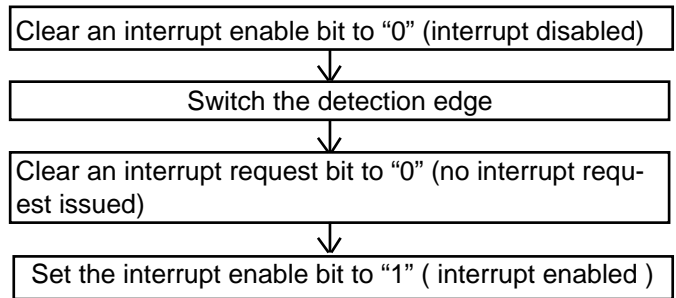 Clear an interrupt enable bit to “0” (interrupt disabled)
Switch the detection edge
Clear an interrupt request bit to “0” (no interrupt requ-
est issued)
Set the interrupt enable bit to “1” ( interrupt enabled )